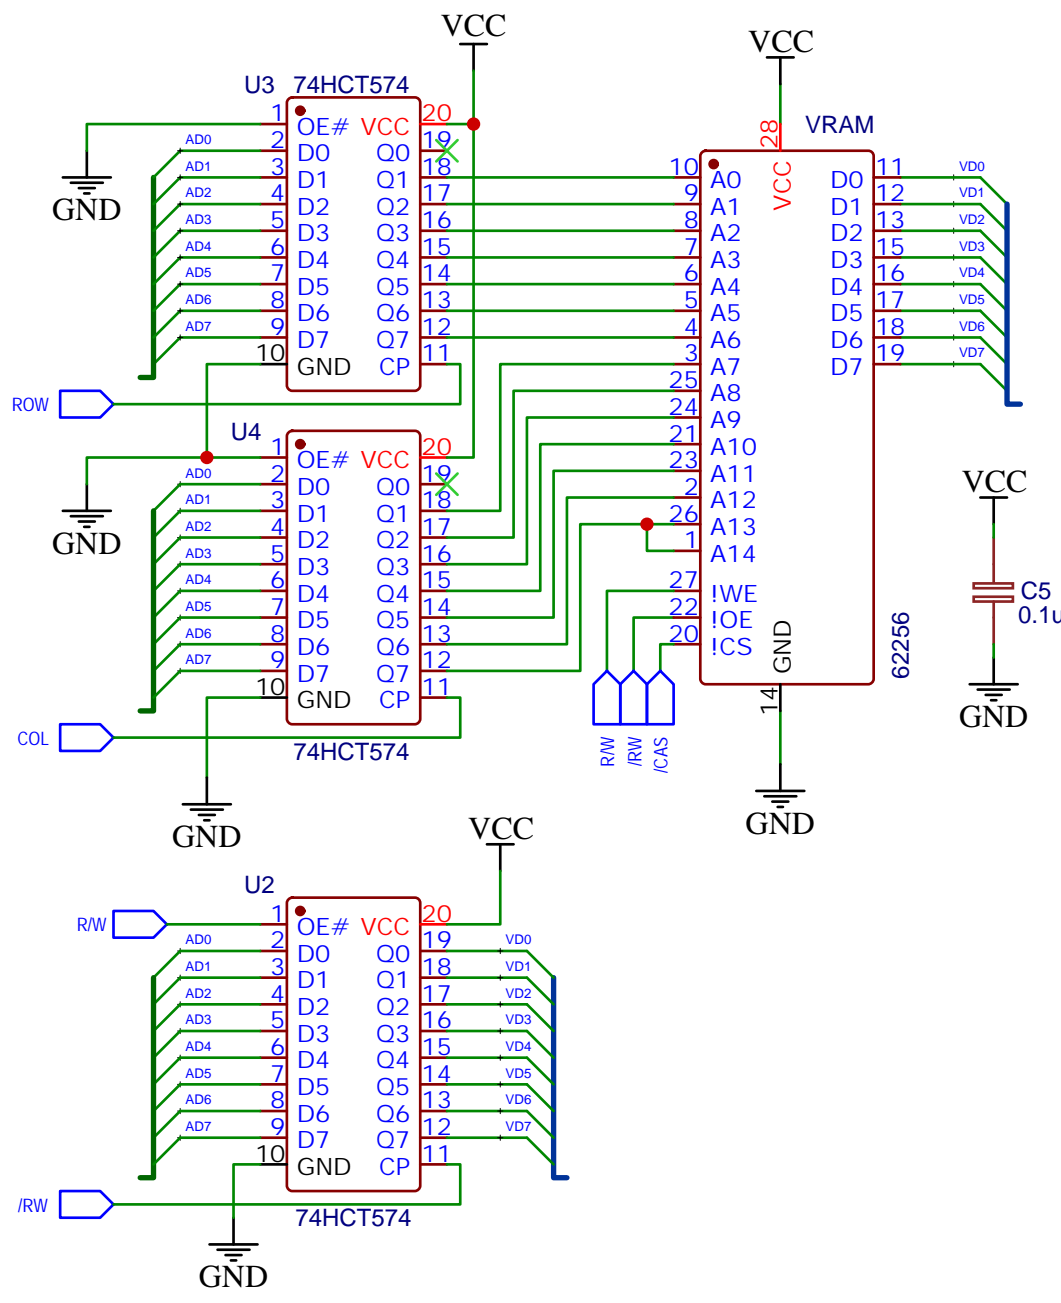 VCC
VCC
U3 74HCT574
VRAM
1 OE# VCC 20
AD0 2 D0 Q0 19
AD1 3 D1 Q1 18
AD2 4 D2 Q2 17
AD3 5 D3 Q3 16
AD4 6 D4 Q4 15
AD5 7 D5 Q5 14
AD6 8 D6 Q6 13
AD7 9 D7 Q7 12
10 GND CP 11
GND
ROW
28
VCC
10 A0 D0 11 VD0
9 A1 D1 12 VD1
8 A2 D2 13 VD2
7 A3 D3 15 VD3
6 A4 D4 16 VD4
5 A5 D5 17 VD5
4 A6 D6 18 VD6
3 A7 D7 19 VD7
25 A8
24 A9
21 A10
23 A11
2 A12
26 A13
1 A14
27 !WE
22 !OE
20 !CS
GND
14
62256
R/W
/RW
/CAS
GND
VCC
C5
0.1u
GND
U4
1 OE# VCC 20
AD0 2 D0 Q0 19
AD1 3 D1 Q1 18
AD2 4 D2 Q2 17
AD3 5 D3 Q3 16
AD4 6 D4 Q4 15
AD5 7 D5 Q5 14
AD6 8 D6 Q6 13
AD7 9 D7 Q7 12
10 GND CP 11
GND
COL
74HCT574
GND
VCC
U2
R/W
1 OE# VCC 20
AD0 2 D0 Q0 19 VD0
AD1 3 D1 Q1 18 VD1
AD2 4 D2 Q2 17 VD2
AD3 5 D3 Q3 16 VD3
AD4 6 D4 Q4 15 VD4
AD5 7 D5 Q5 14 VD5
AD6 8 D6 Q6 13 VD6
AD7 9 D7 Q7 12 VD7
10 GND CP 11
/RW
74HCT574
GND